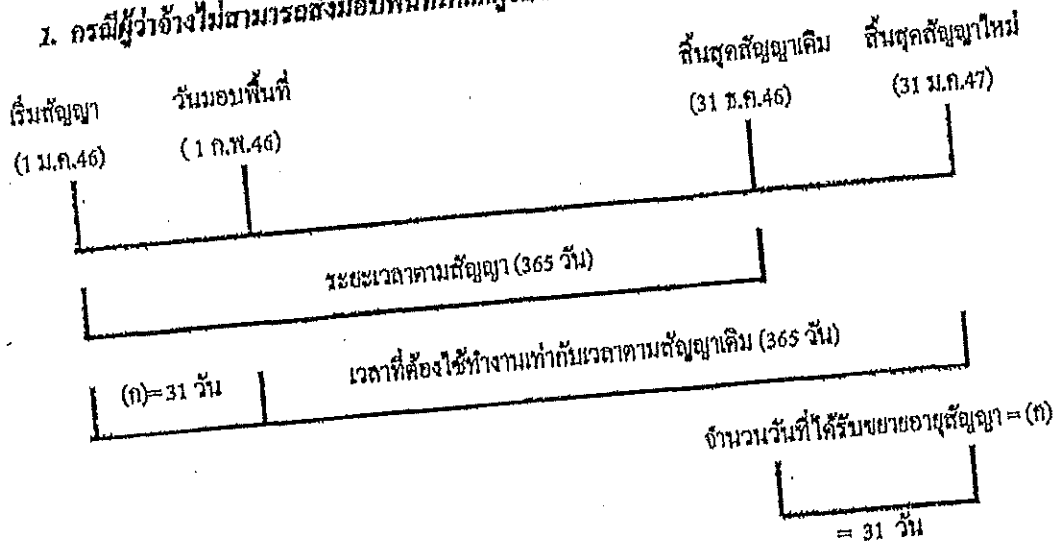 1. กรณีผู้ว่าจ้างไม่สามารถส่งมอบพื้นที่
เริ่มสัญญา วันมอบพื้นที่ สิ้นสุดสัญญาเดิม สิ้นสุดสัญญาใหม่
(1 ม.ค.46) (1 ก.พ.46) (31 ธ.ค.46) (31 ม.ค.47)
ระยะเวลาตามสัญญา (365 วัน)
(ก)=31 วัน เวลาที่ต้องใช้ทำงานเท่ากับเวลาตามสัญญาเดิม (365 วัน)
จำนวนวันที่ได้รับขยายอายุสัญญา = (ก)
= 31 วัน